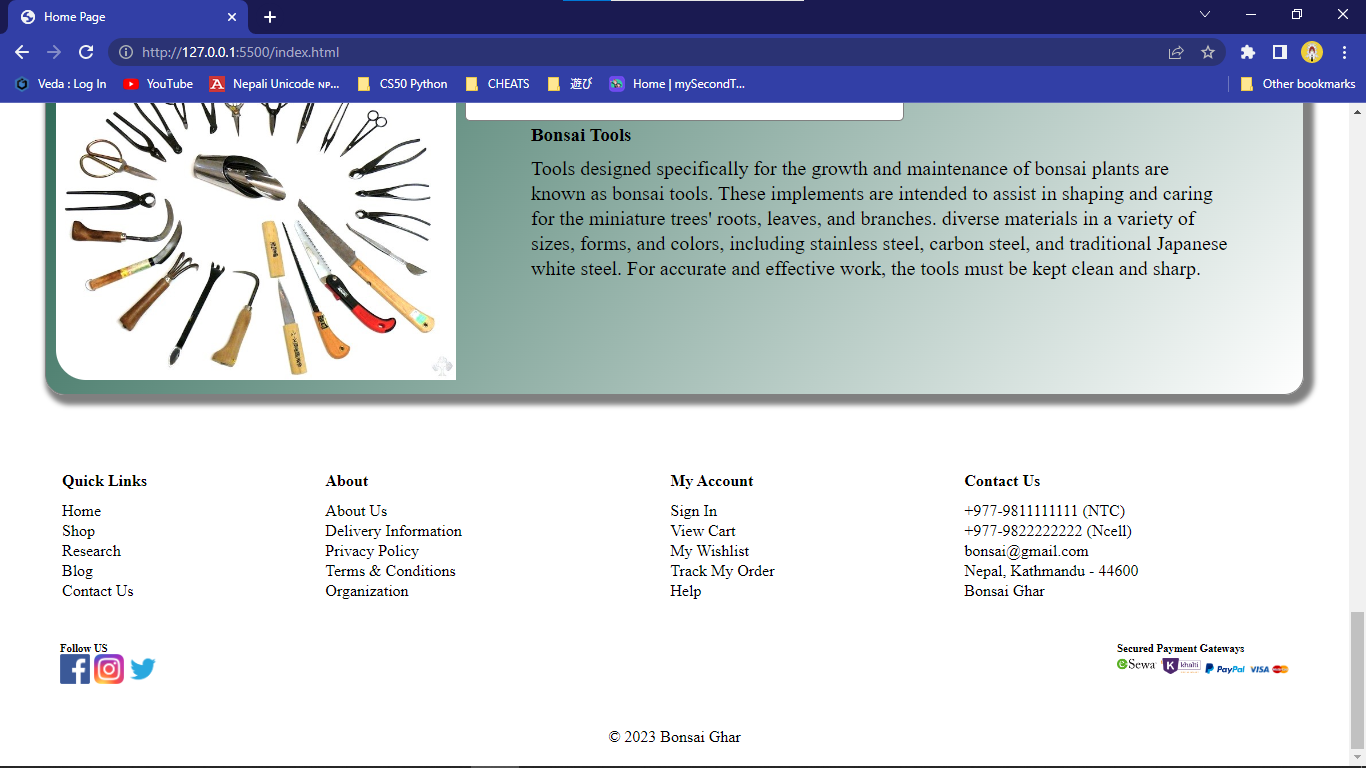 Home Page
http://127.0.0.1:5500/index.html
Veda : Log In
YouTube
Nepali Unicode ɴᴘ...
CS50 Python
CHEATS
遊び
Home | mySecondT...
Other bookmarks
Bonsai Tools
Tools designed specifically for the growth and maintenance of bonsai plants are
known as bonsai tools. These implements are intended to assist in shaping and caring
for the miniature trees' roots, leaves, and branches. diverse materials in a variety of
sizes, forms, and colors, including stainless steel, carbon steel, and traditional Japanese
white steel. For accurate and effective work, the tools must be kept clean and sharp.
Quick Links
Home
Shop
Research
Blog
Contact Us
About
About Us
Delivery Information
Privacy Policy
Terms & Conditions
Organization
My Account
Sign In
View Cart
My Wishlist
Track My Order
Help
Contact Us
+977-9811111111 (NTC)
+977-9822222222 (Ncell)
bonsai@gmail.com
Nepal, Kathmandu - 44600
Bonsai Ghar
Follow US
Secured Payment Gateways
eSewa khalti PayPal VISA
© 2023 Bonsai Ghar